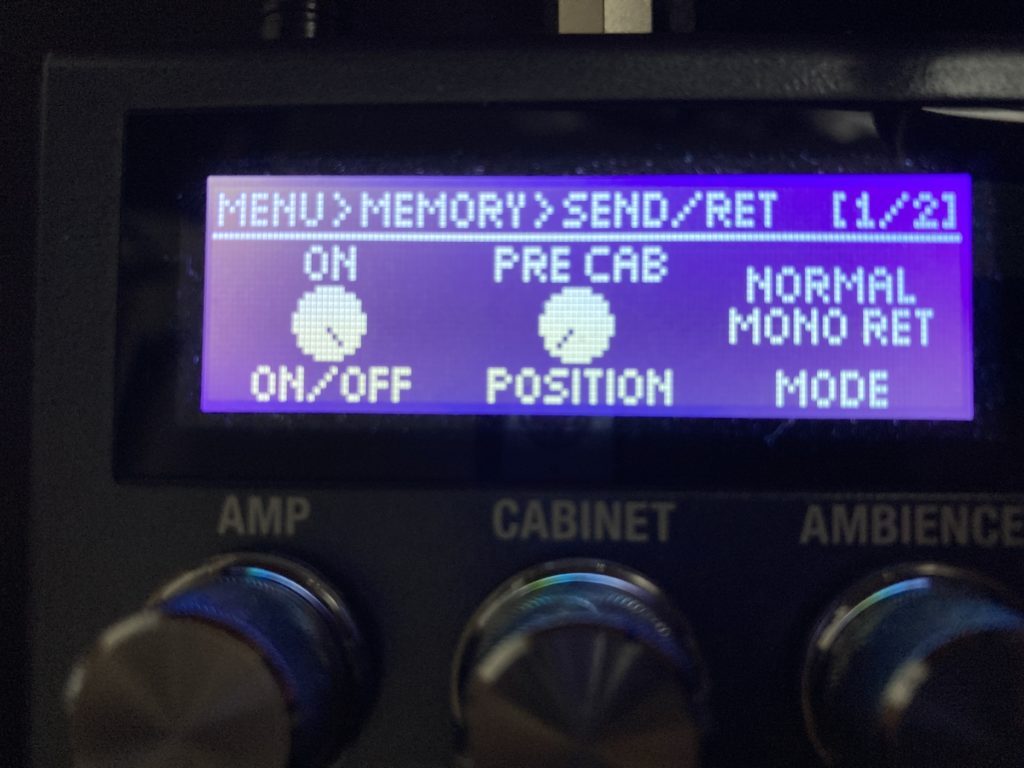 MENU>MEMORY>SEND/RET [1/2]
ON PRE CAB NORMAL
MONO RET
ON/OFF POSITION MODE
AMP CABINET AMBIENCE